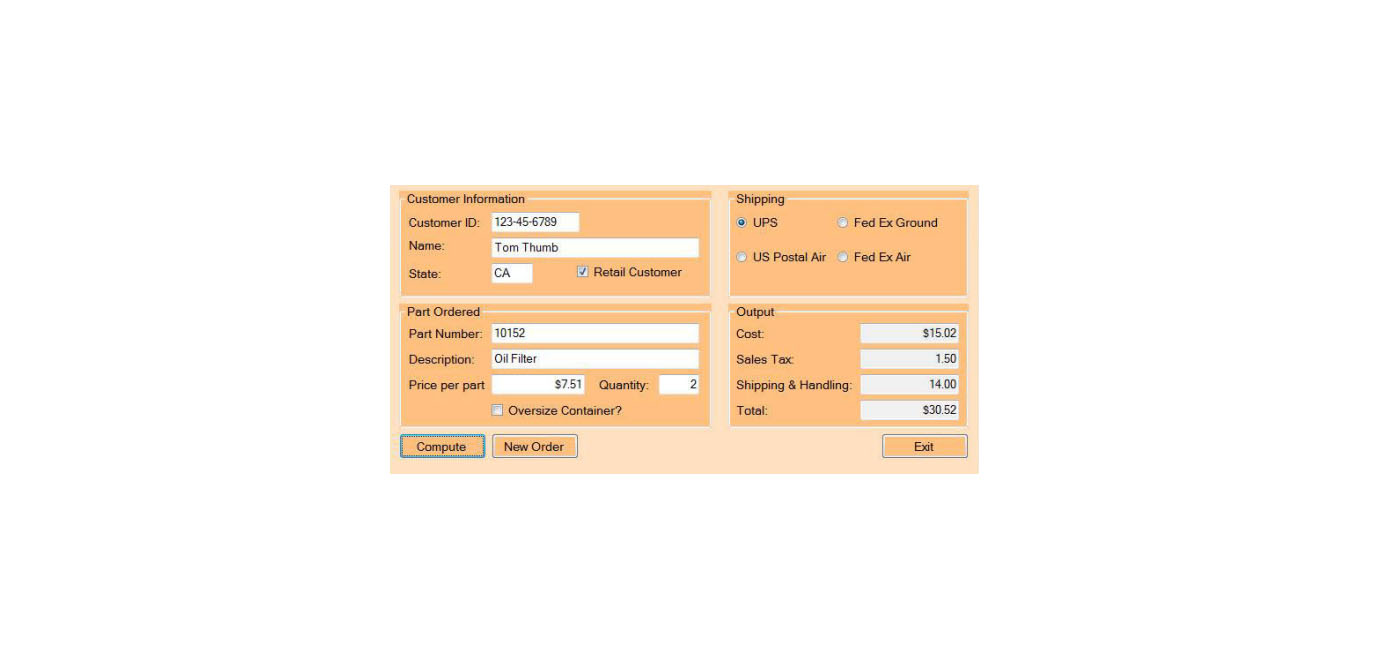 Customer Information
Customer ID: 123-45-6789
Name: Tom Thumb
State: CA Retail Customer
Shipping
UPS Fed Ex Ground
US Postal Air Fed Ex Air
Part Ordered
Part Number: 10152
Description: Oil Filter
Price per part $7.51 Quantity: 2
Oversize Container?
Output
Cost: $15.02
Sales Tax: 1.50
Shipping & Handling: 14.00
Total: $30.52
Compute New Order Exit